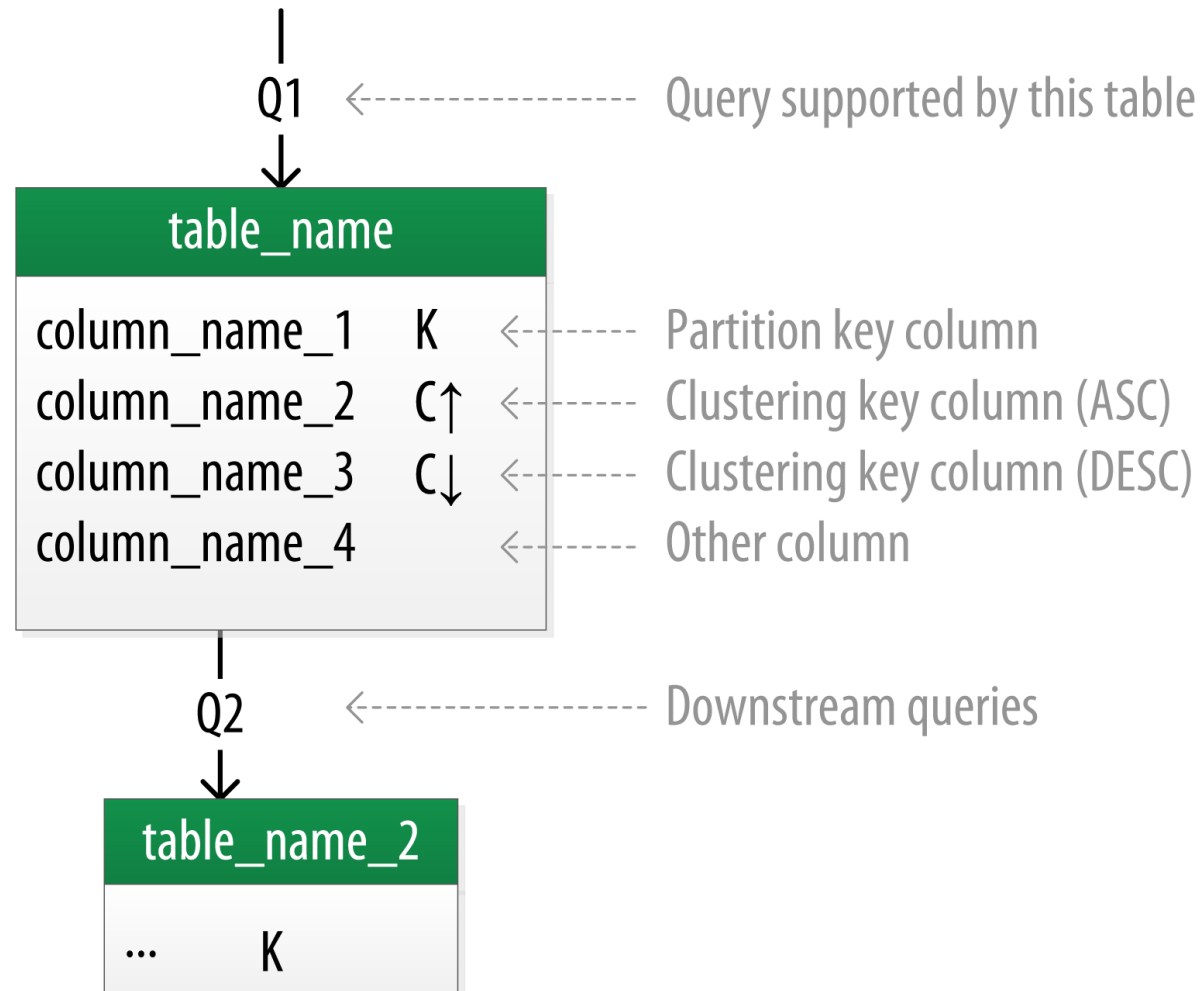 Q1 Query supported by this table
table_name
column_name_1 K Partition key column
column_name_2 C↑ Clustering key column (ASC)
column_name_3 C↓ Clustering key column (DESC)
column_name_4 Other column
Q2 Downstream queries
table_name_2
... K